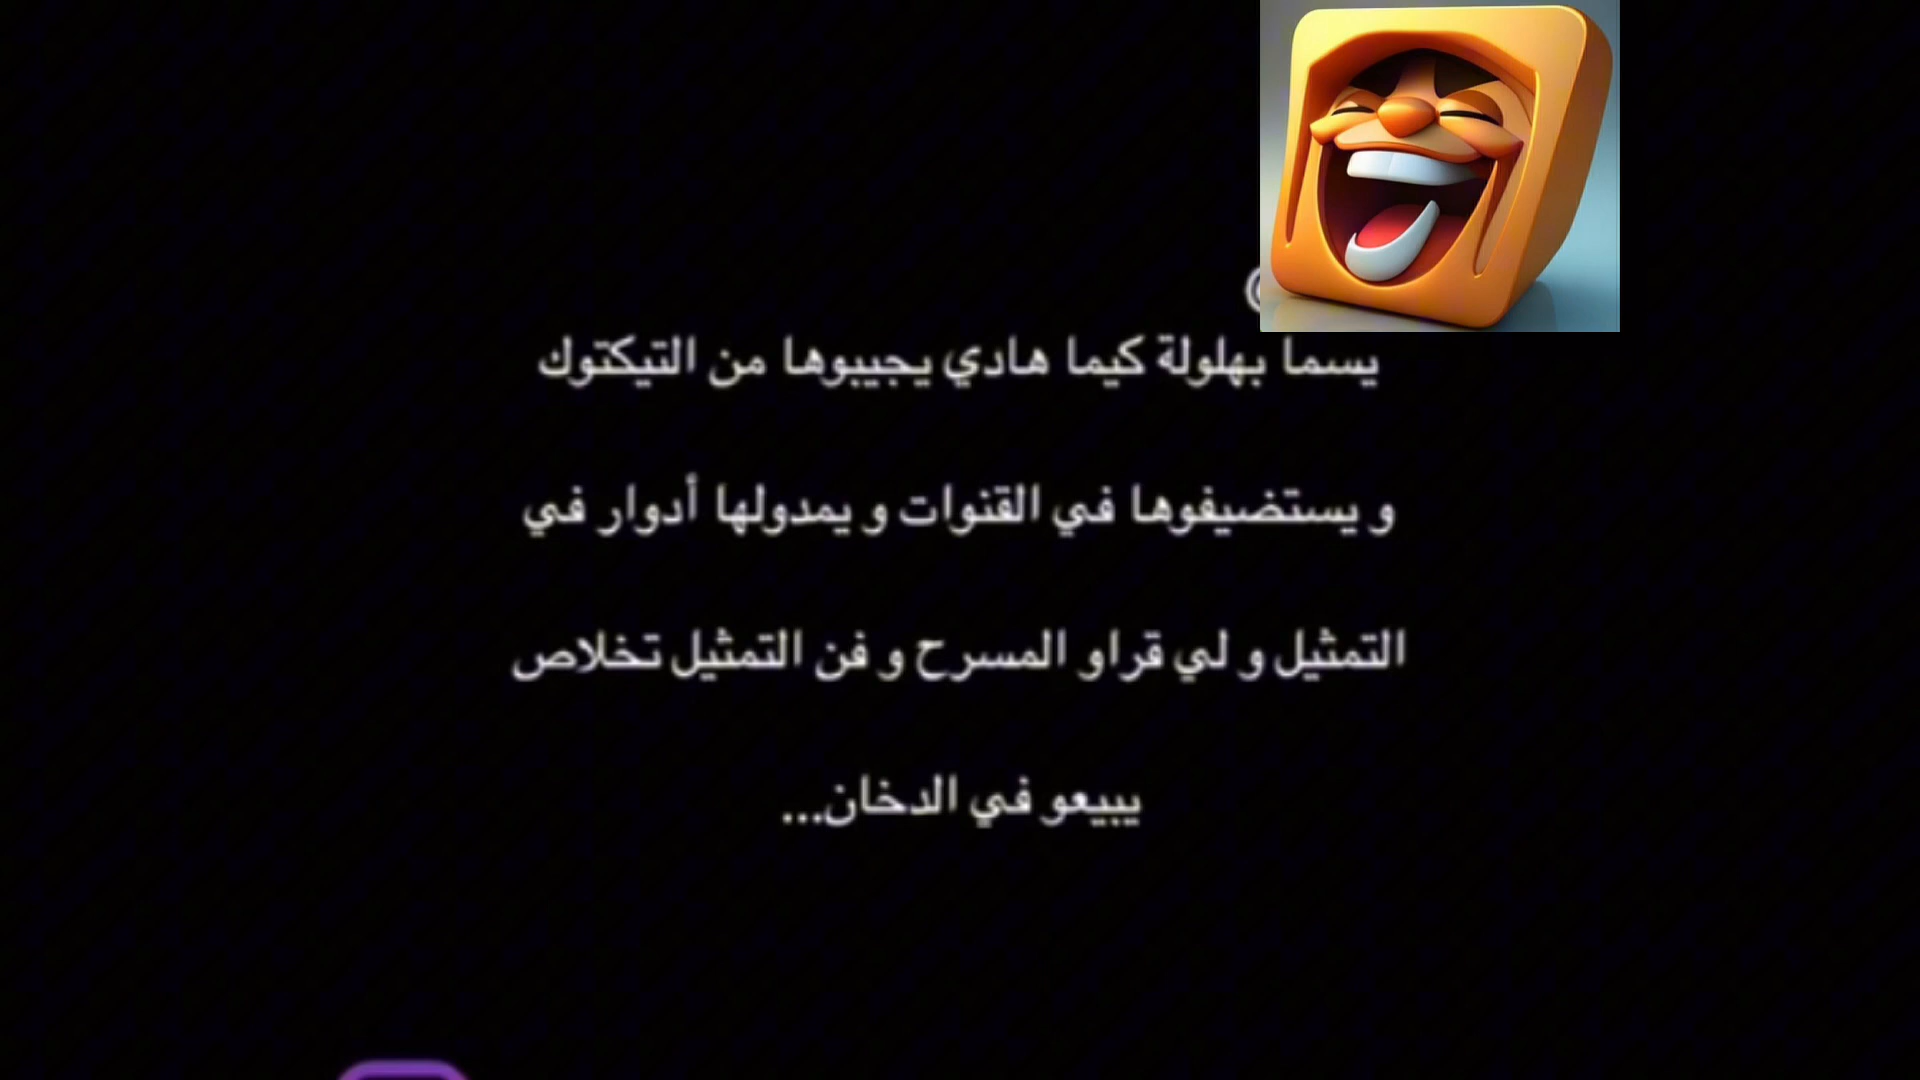 يسما بهلولة كيما هادي يجيبوها من التيكتوك
و يستضيفوها في القنوات و يمدولها أدوار في
التمثيل و لي قراو المسرح و فن التمثيل تخلاص
يبيعو في الدخان...